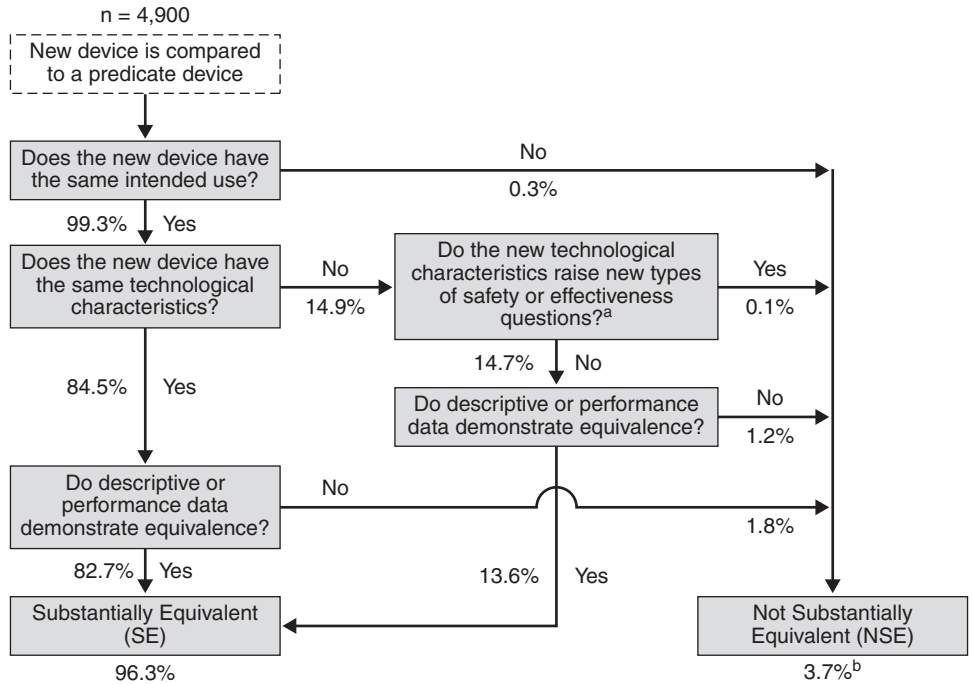 n = 4,900
New device is compared
to a predicate device
Does the new device have
the same intended use?
No
0.3%
99.3% Yes
Does the new device have
the same technological
characteristics?
No
14.9%
Do the new technological
characteristics raise new types
of safety or effectiveness
questions?a
Yes
0.1%
14.7% No
84.5% Yes
Do descriptive or performance
data demonstrate equivalence?
No
1.2%
Do descriptive or
performance data
demonstrate equivalence?
No
1.8%
82.7% Yes
13.6% Yes
Substantially Equivalent
(SE)
96.3%
Not Substantially
Equivalent (NSE)
3.7%b